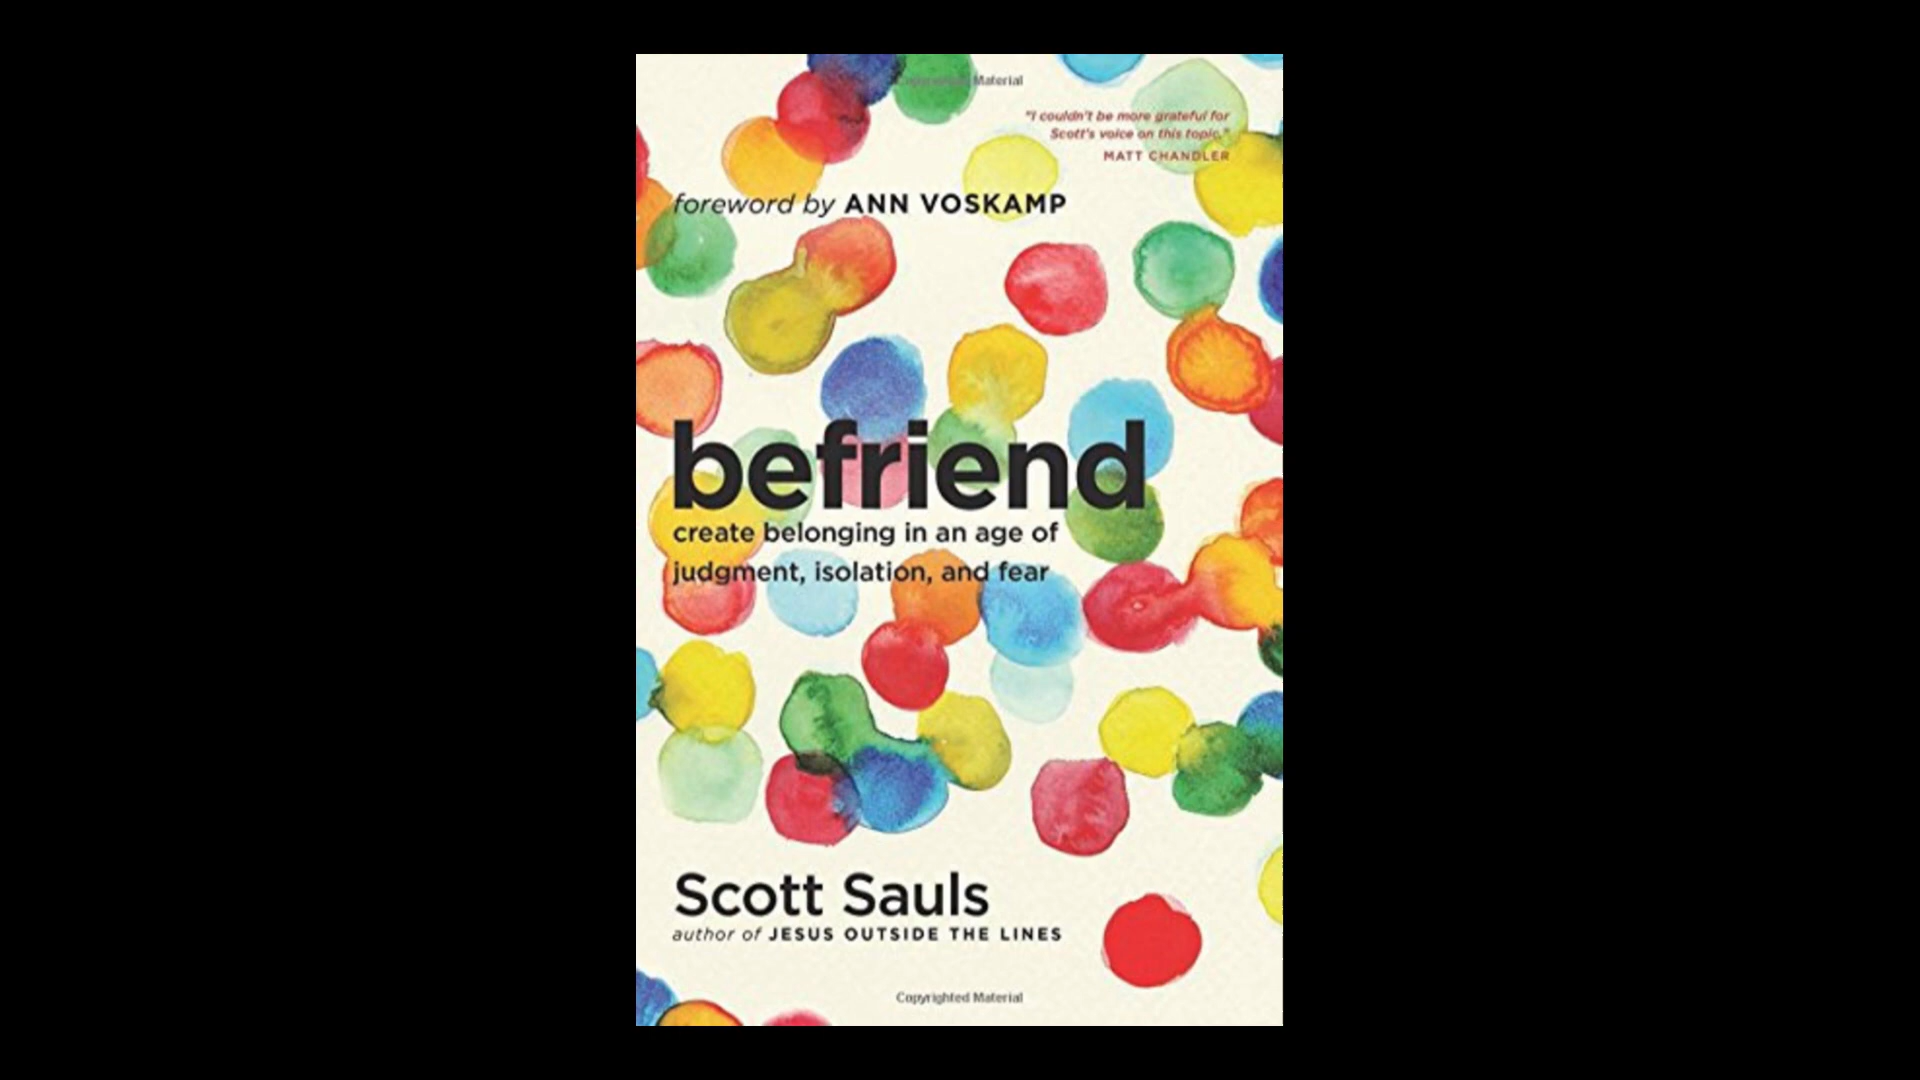 Copyrighted Material
"I couldn't be more grateful for
Scott's voice on this topic."
MATT CHANDLER
foreword by ANN VOSKAMP
befriend
create belonging in an age of
judgment, isolation, and fear
Scott Sauls
author of JESUS OUTSIDE THE LINES
Copyrighted Material